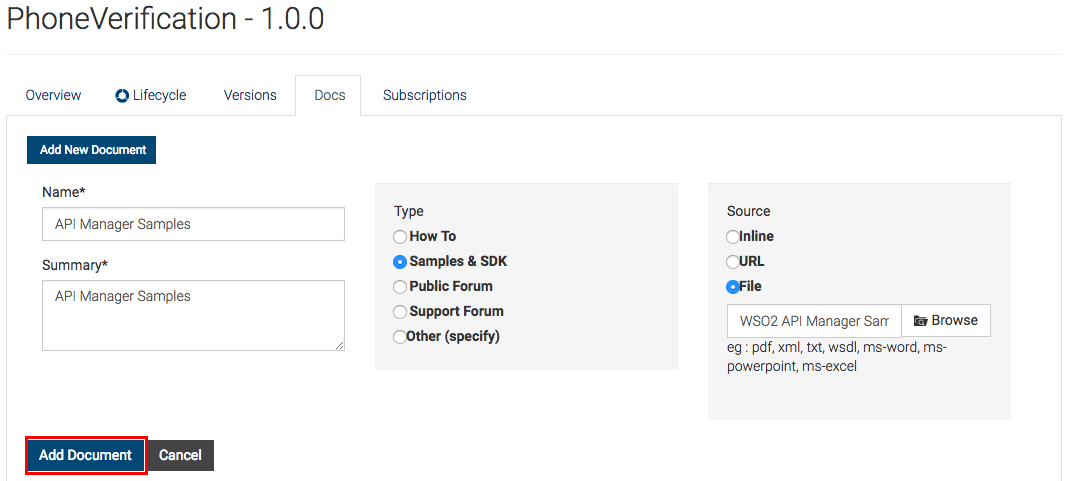 PhoneVerification - 1.0.0
Overview
Lifecycle
Versions
Docs
Subscriptions
Add New Document
Name*
API Manager Samples
Summary*
API Manager Samples
Type
How To
Samples & SDK
Public Forum
Support Forum
Other (specify)
Source
Inline
URL
File
WSO2 API Manager Sam
Browse
eg : pdf, xml, txt, wsdl, ms-word, ms-
powerpoint, ms-excel
Add Document
Cancel